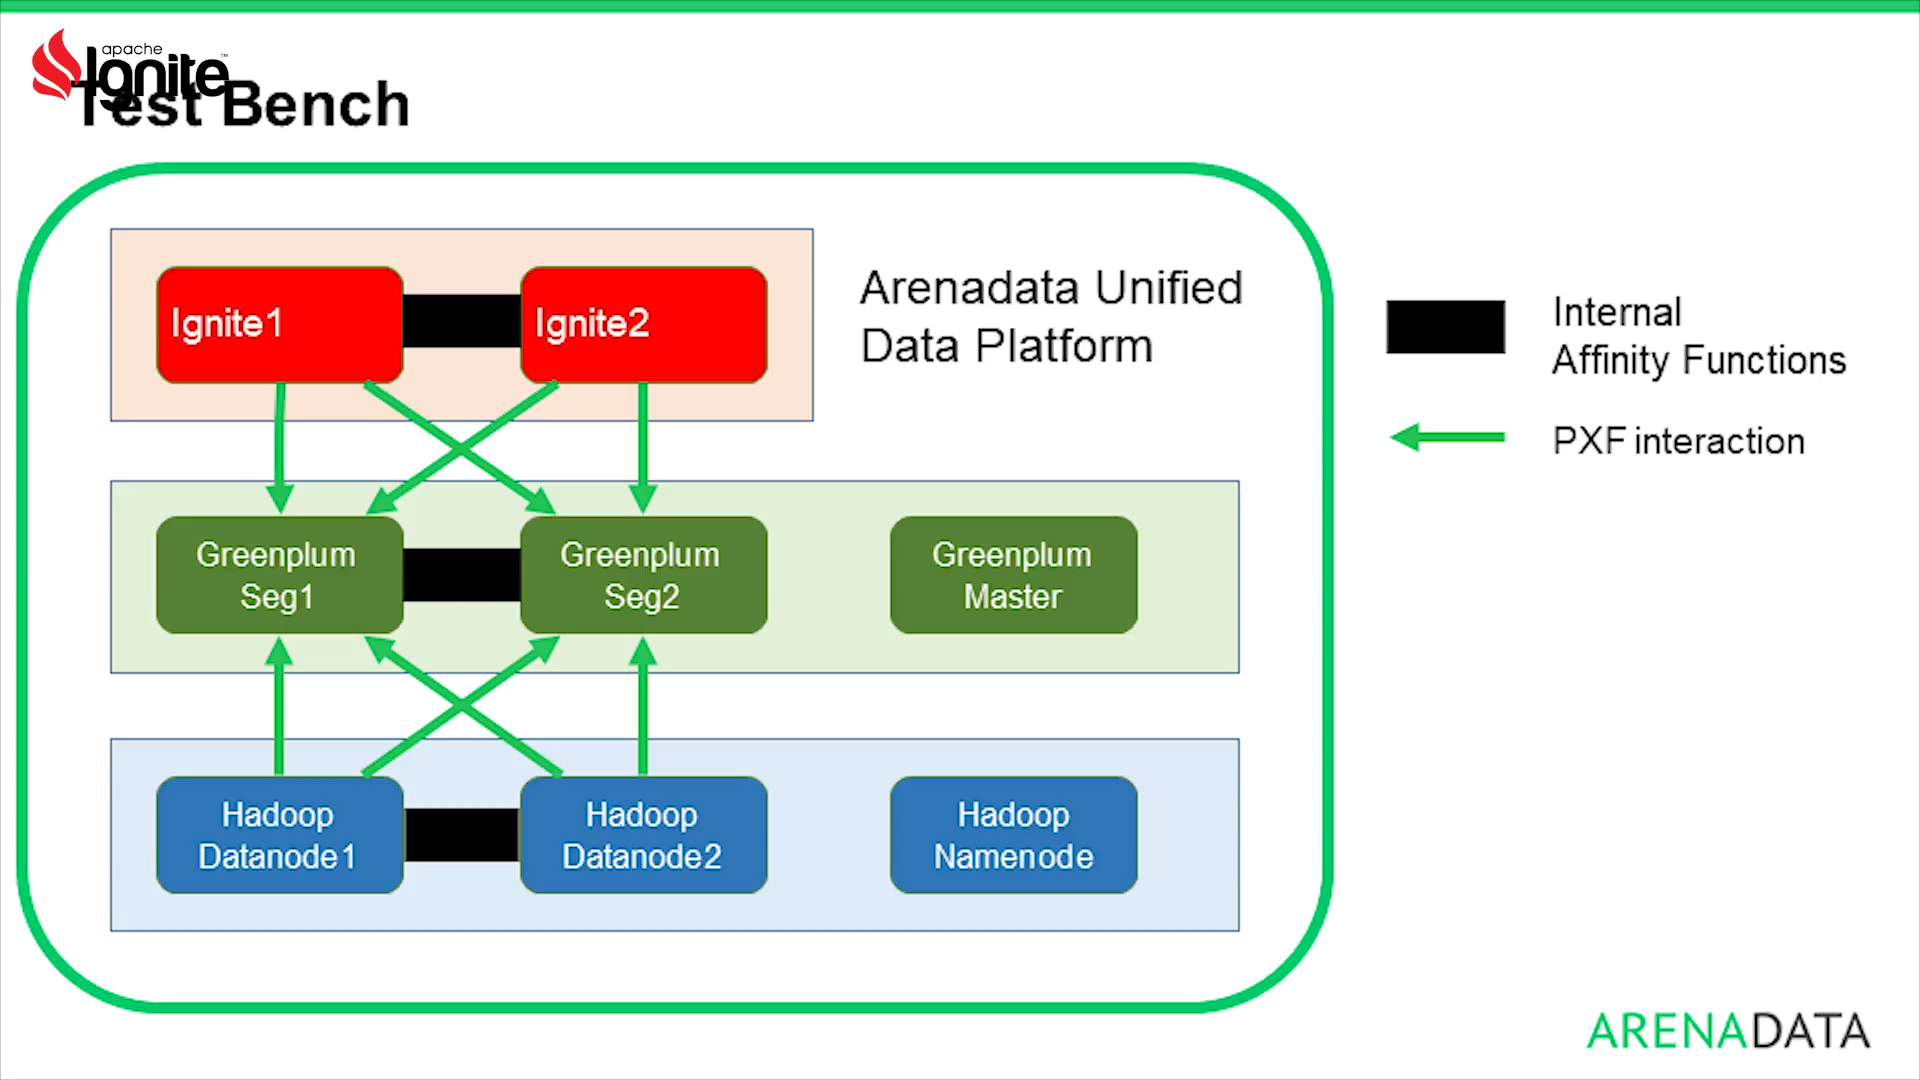 apache
Ignite™
Test Bench
Ignite1
Ignite2
Arenadata Unified
Data Platform
Internal
Affinity Functions
PXF interaction
Greenplum
Seg1
Greenplum
Seg2
Greenplum
Master
Hadoop
Datanode1
Hadoop
Datanode2
Hadoop
Namenode
ARENADATA